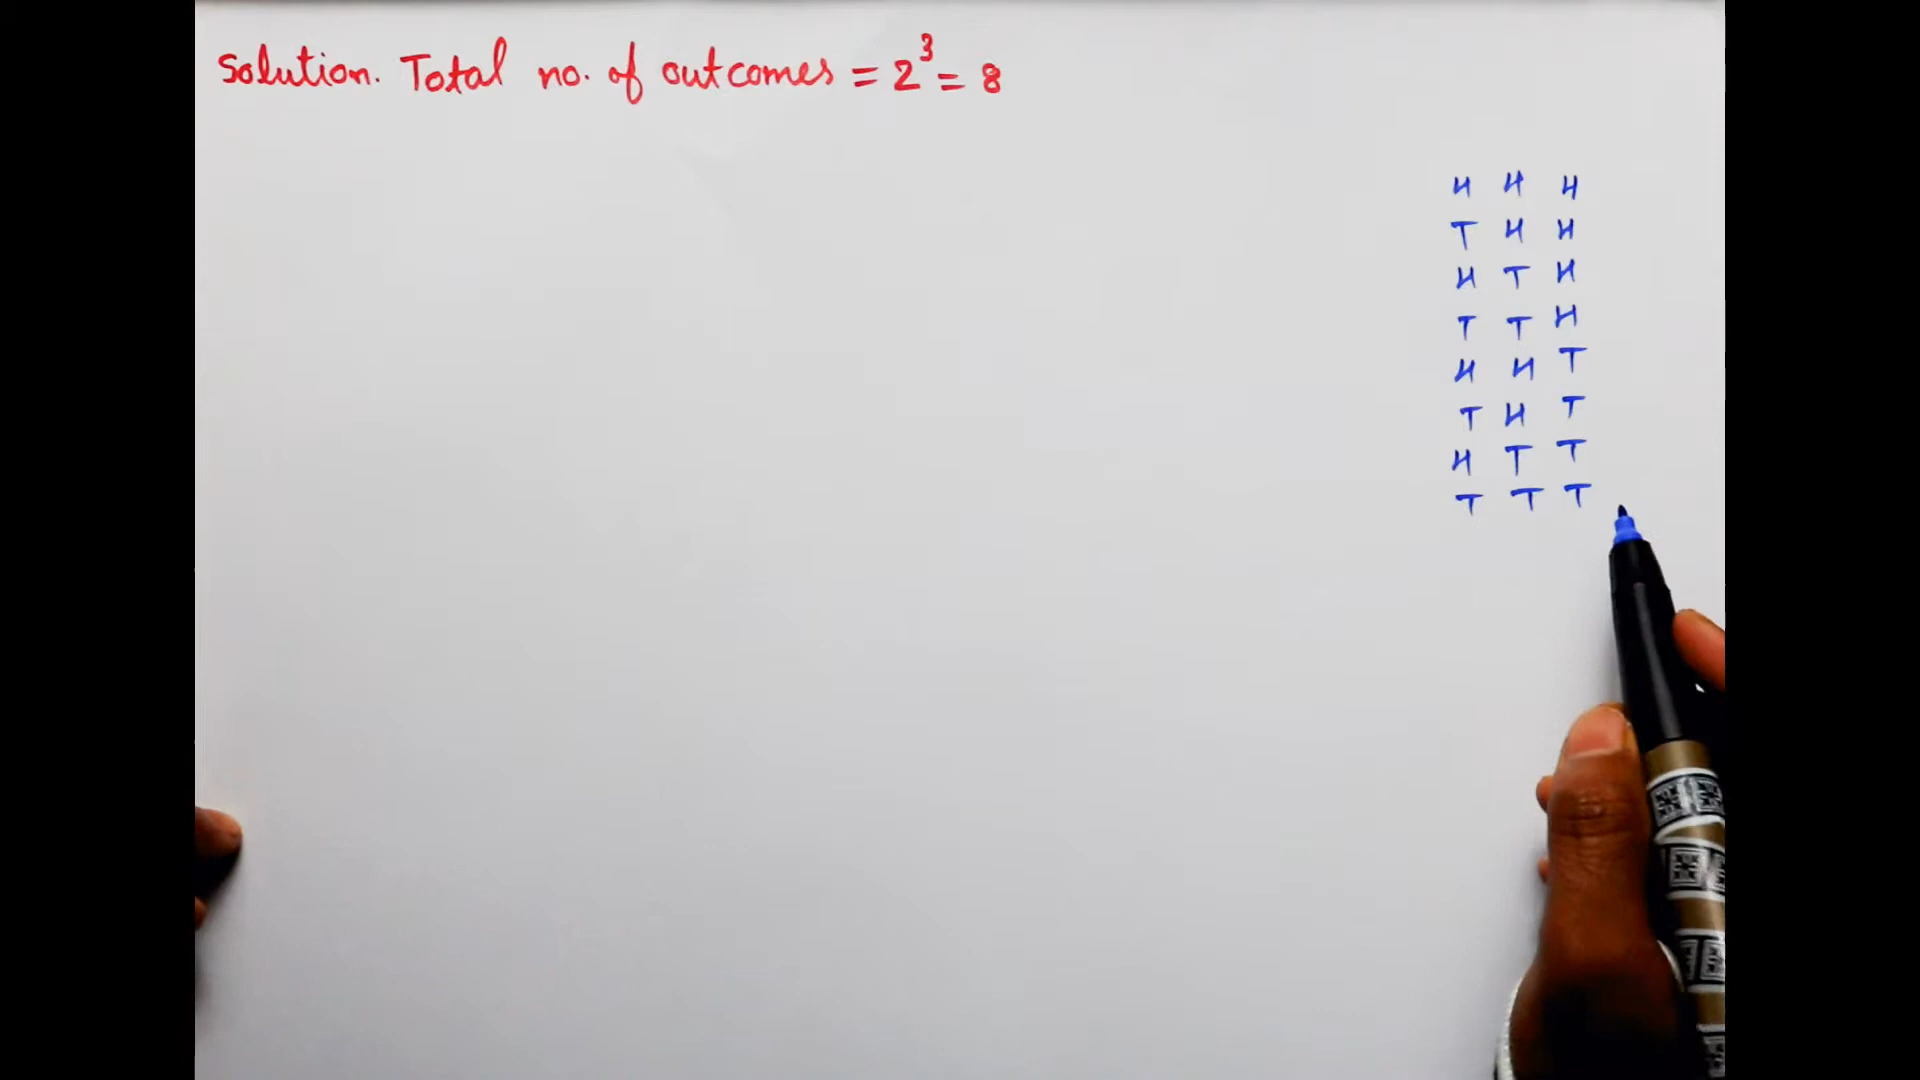 Solution. Total no. of outcomes = 2³ = 8
H H H
T H H
H T H
T T H
H H T
T H T
H T T
T T T